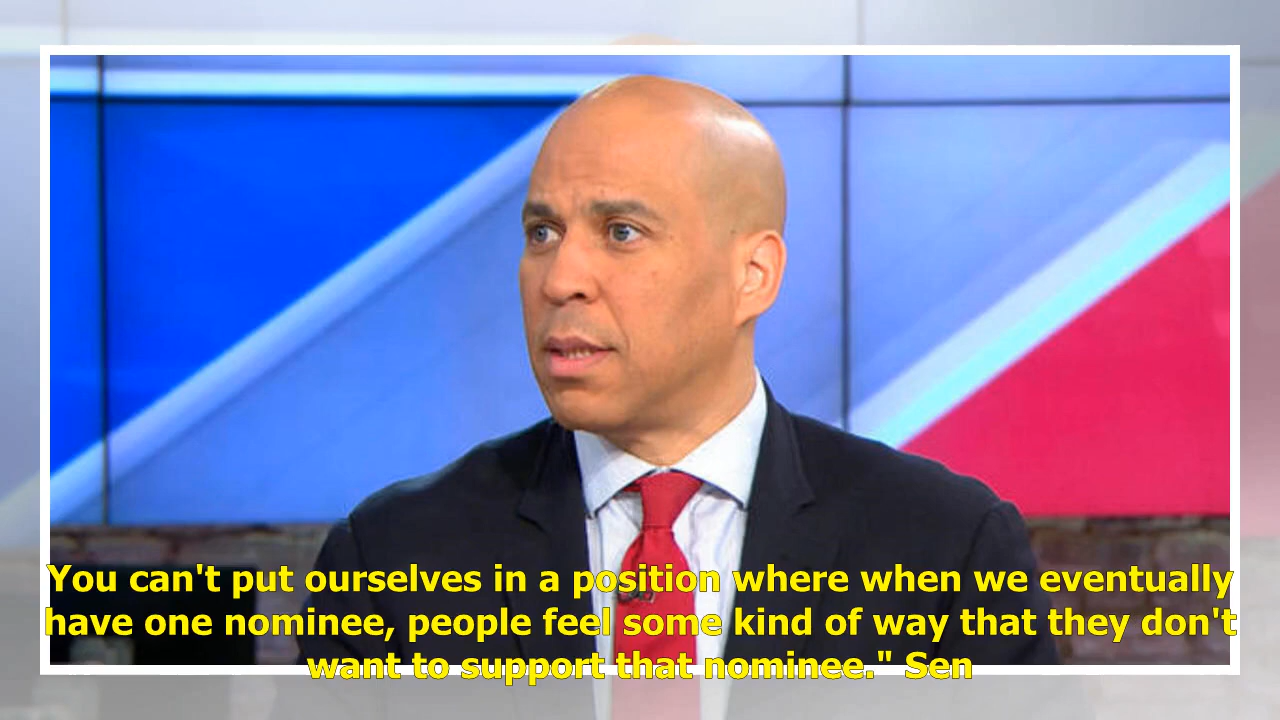 You can't put ourselves in a position where when we eventually
have one nominee, people feel some kind of way that they don't
want to support that nominee." Sen